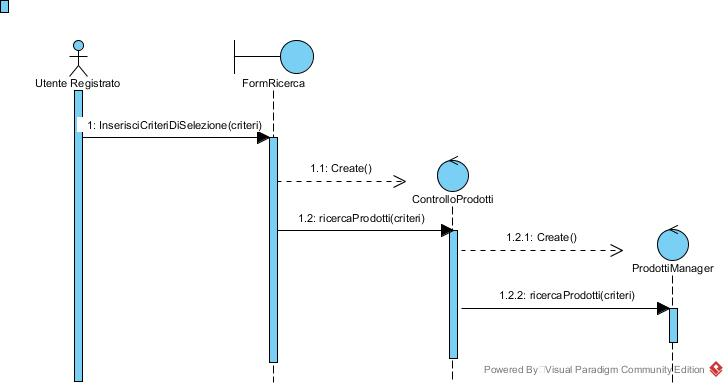 Utente Registrato
FormRicerca
1: InserisciCriteriDiSelezione(criteri)
1.1: Create()
ControlloProdotti
1.2: ricercaProdotti(criteri)
1.2.1: Create()
ProdottiManager
1.2.2: ricercaProdotti(criteri)
Powered By Visual Paradigm Community Edition